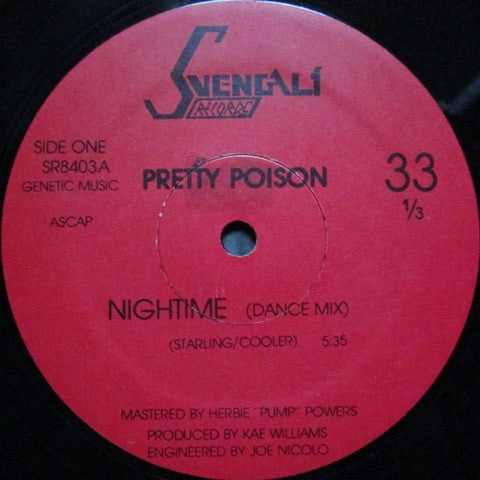 SVENGALI
RECORDS
SIDE ONE
SR8403A
GENETIC MUSIC
ASCAP
PRETTY POISON
33
1/3
NIGHTIME (DANCE MIX)
(STARLING/COOLER) 5:35
MASTERED BY HERBIE "PUMP" POWERS
PRODUCED BY KAE WILLIAMS
ENGINEERED BY JOE NICOLO